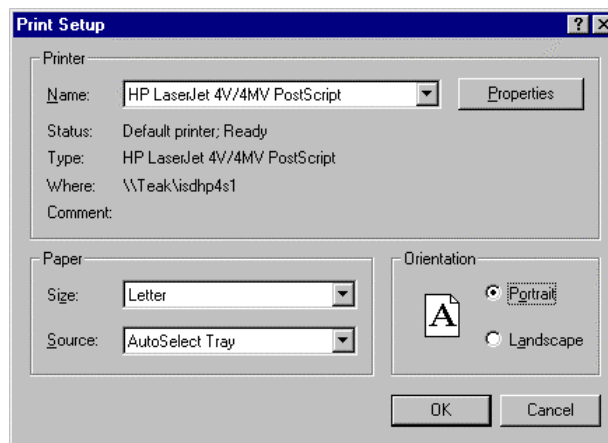 Print Setup
Printer
Name: HP LaserJet 4V/4MV PostScript Properties
Status: Default printer; Ready
Type: HP LaserJet 4V/4MV PostScript
Where: \\Teak\isdhp4s1
Comment:
Paper
Size: Letter
Source: AutoSelect Tray
Orientation
A
Portrait
Landscape
OK Cancel